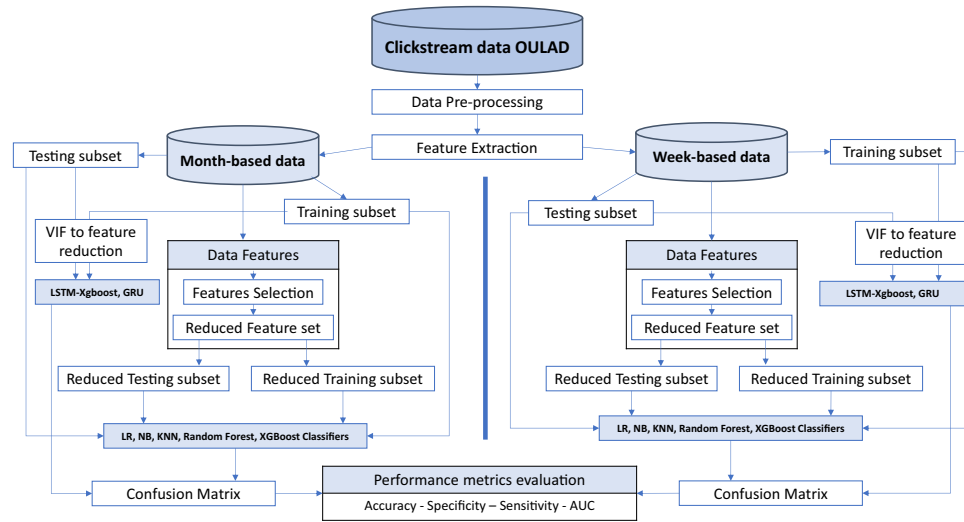 Clickstream data OULAD
Data Pre-processing
Feature Extraction
Testing subset
Month-based data
Training subset
VIF to feature
reduction
LSTM-Xgboost, GRU
Data Features
Features Selection
Reduced Feature set
Reduced Testing subset
Reduced Training subset
LR, NB, KNN, Random Forest, XGBoost Classifiers
Confusion Matrix
Week-based data
Training subset
Testing subset
VIF to feature
reduction
LSTM-Xgboost, GRU
Data Features
Features Selection
Reduced Feature set
Reduced Testing subset
Reduced Training subset
LR, NB, KNN, Random Forest, XGBoost Classifiers
Confusion Matrix
Performance metrics evaluation
Accuracy - Specificity – Sensitivity - AUC